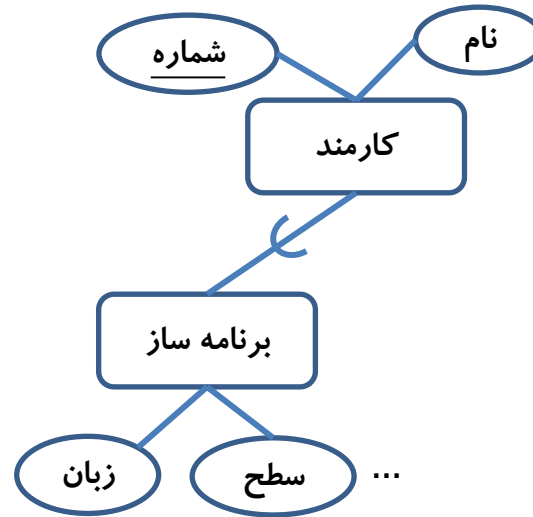 نام
شماره
کارمند
برنامه ساز
زبان
سطح
...